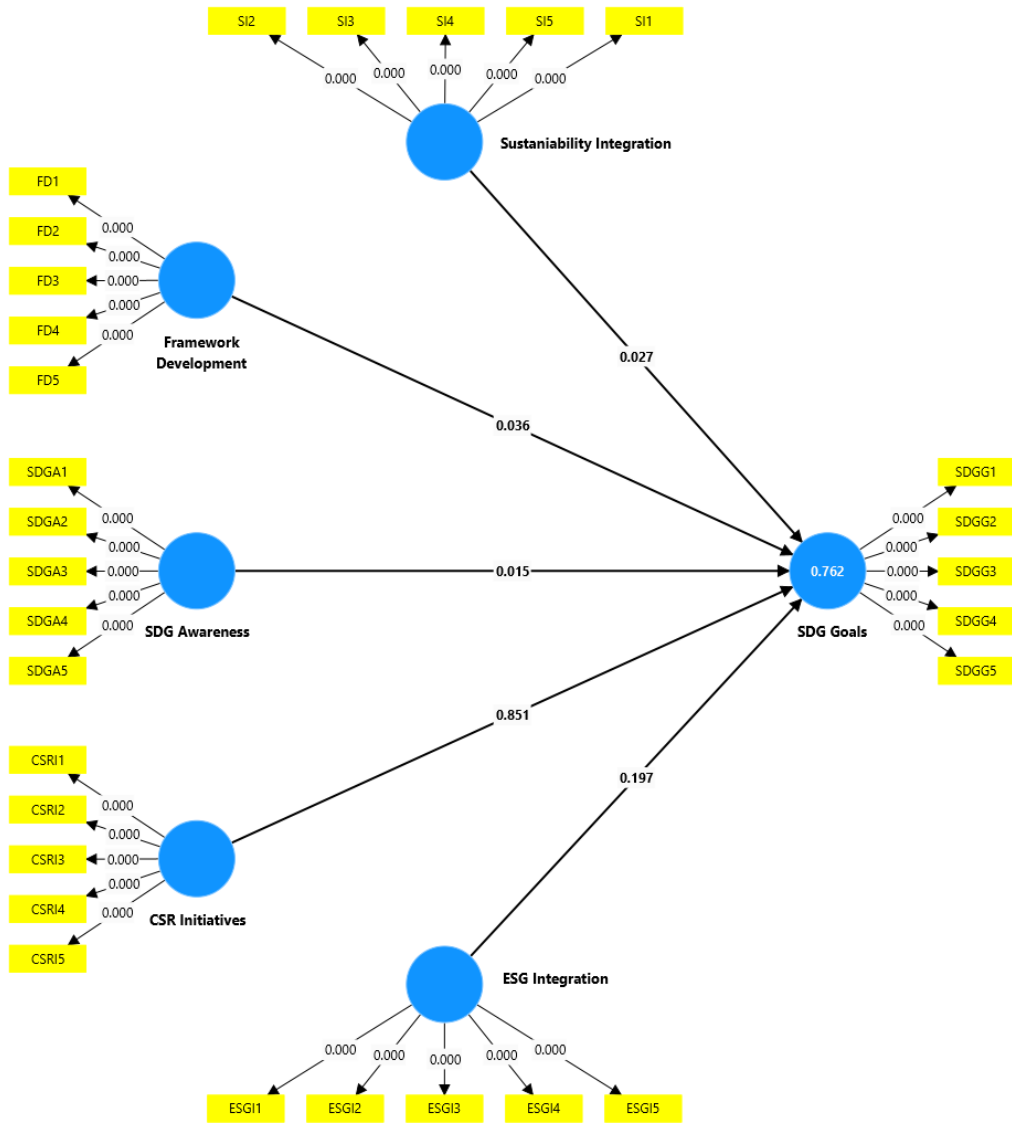 SI2 SI3 SI4 SI5 SI1
0.000 0.000 0.000 0.000 0.000
Sustaniability Integration
FD1
FD2
FD3
FD4
FD5
0.000
0.000
0.000
0.000
0.000
Framework
Development
0.027
0.036
SDGA1
SDGA2
SDGA3
SDGA4
SDGA5
0.000
0.000
0.000
0.000
0.000
SDG Awareness
0.015
0.762
SDG Goals
0.000
0.000
0.000
0.000
0.000
SDGG1
SDGG2
SDGG3
SDGG4
SDGG5
CSRI1
CSRI2
CSRI3
CSRI4
CSRI5
0.000
0.000
0.000
0.000
0.000
CSR Initiatives
0.851
0.197
ESG Integration
0.000 0.000 0.000 0.000 0.000
ESGI1 ESGI2 ESGI3 ESGI4 ESGI5